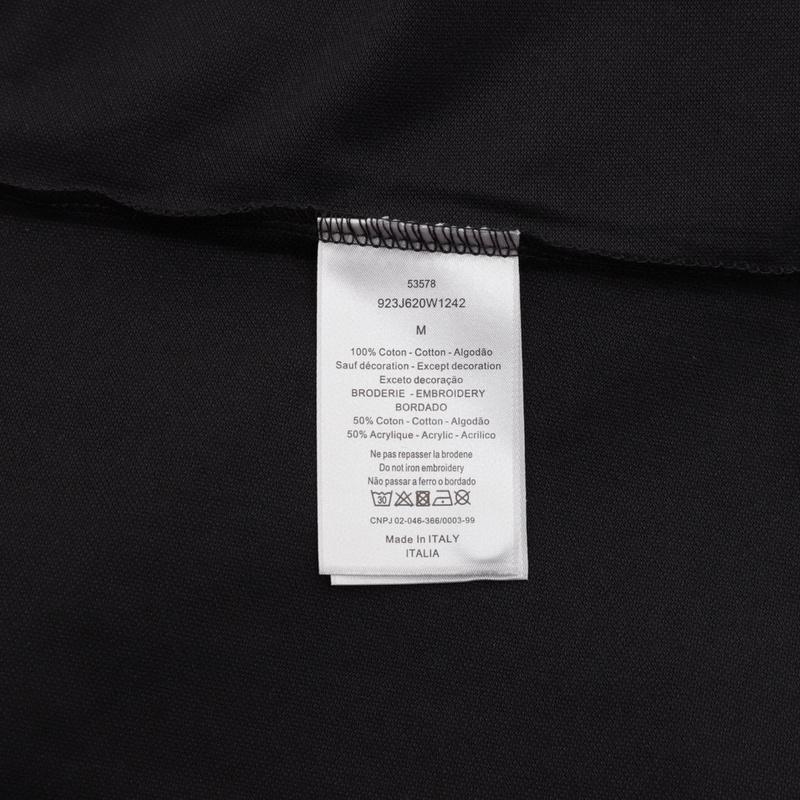 53578
923J620W1242
M
100% Coton - Cotton - Algodão
Sauf décoration - Except decoration
Exceto decoração
BRODERIE - EMBROIDERY
BORDADO
50% Coton - Cotton - Algodão
50% Acrylique - Acrylic - Acrilico
Ne pas repasser la brodene
Do not iron embroidery
Não passar a ferro o bordado
30
CNPJ 02-046-366/0003-99
Made In ITALY
ITALIA